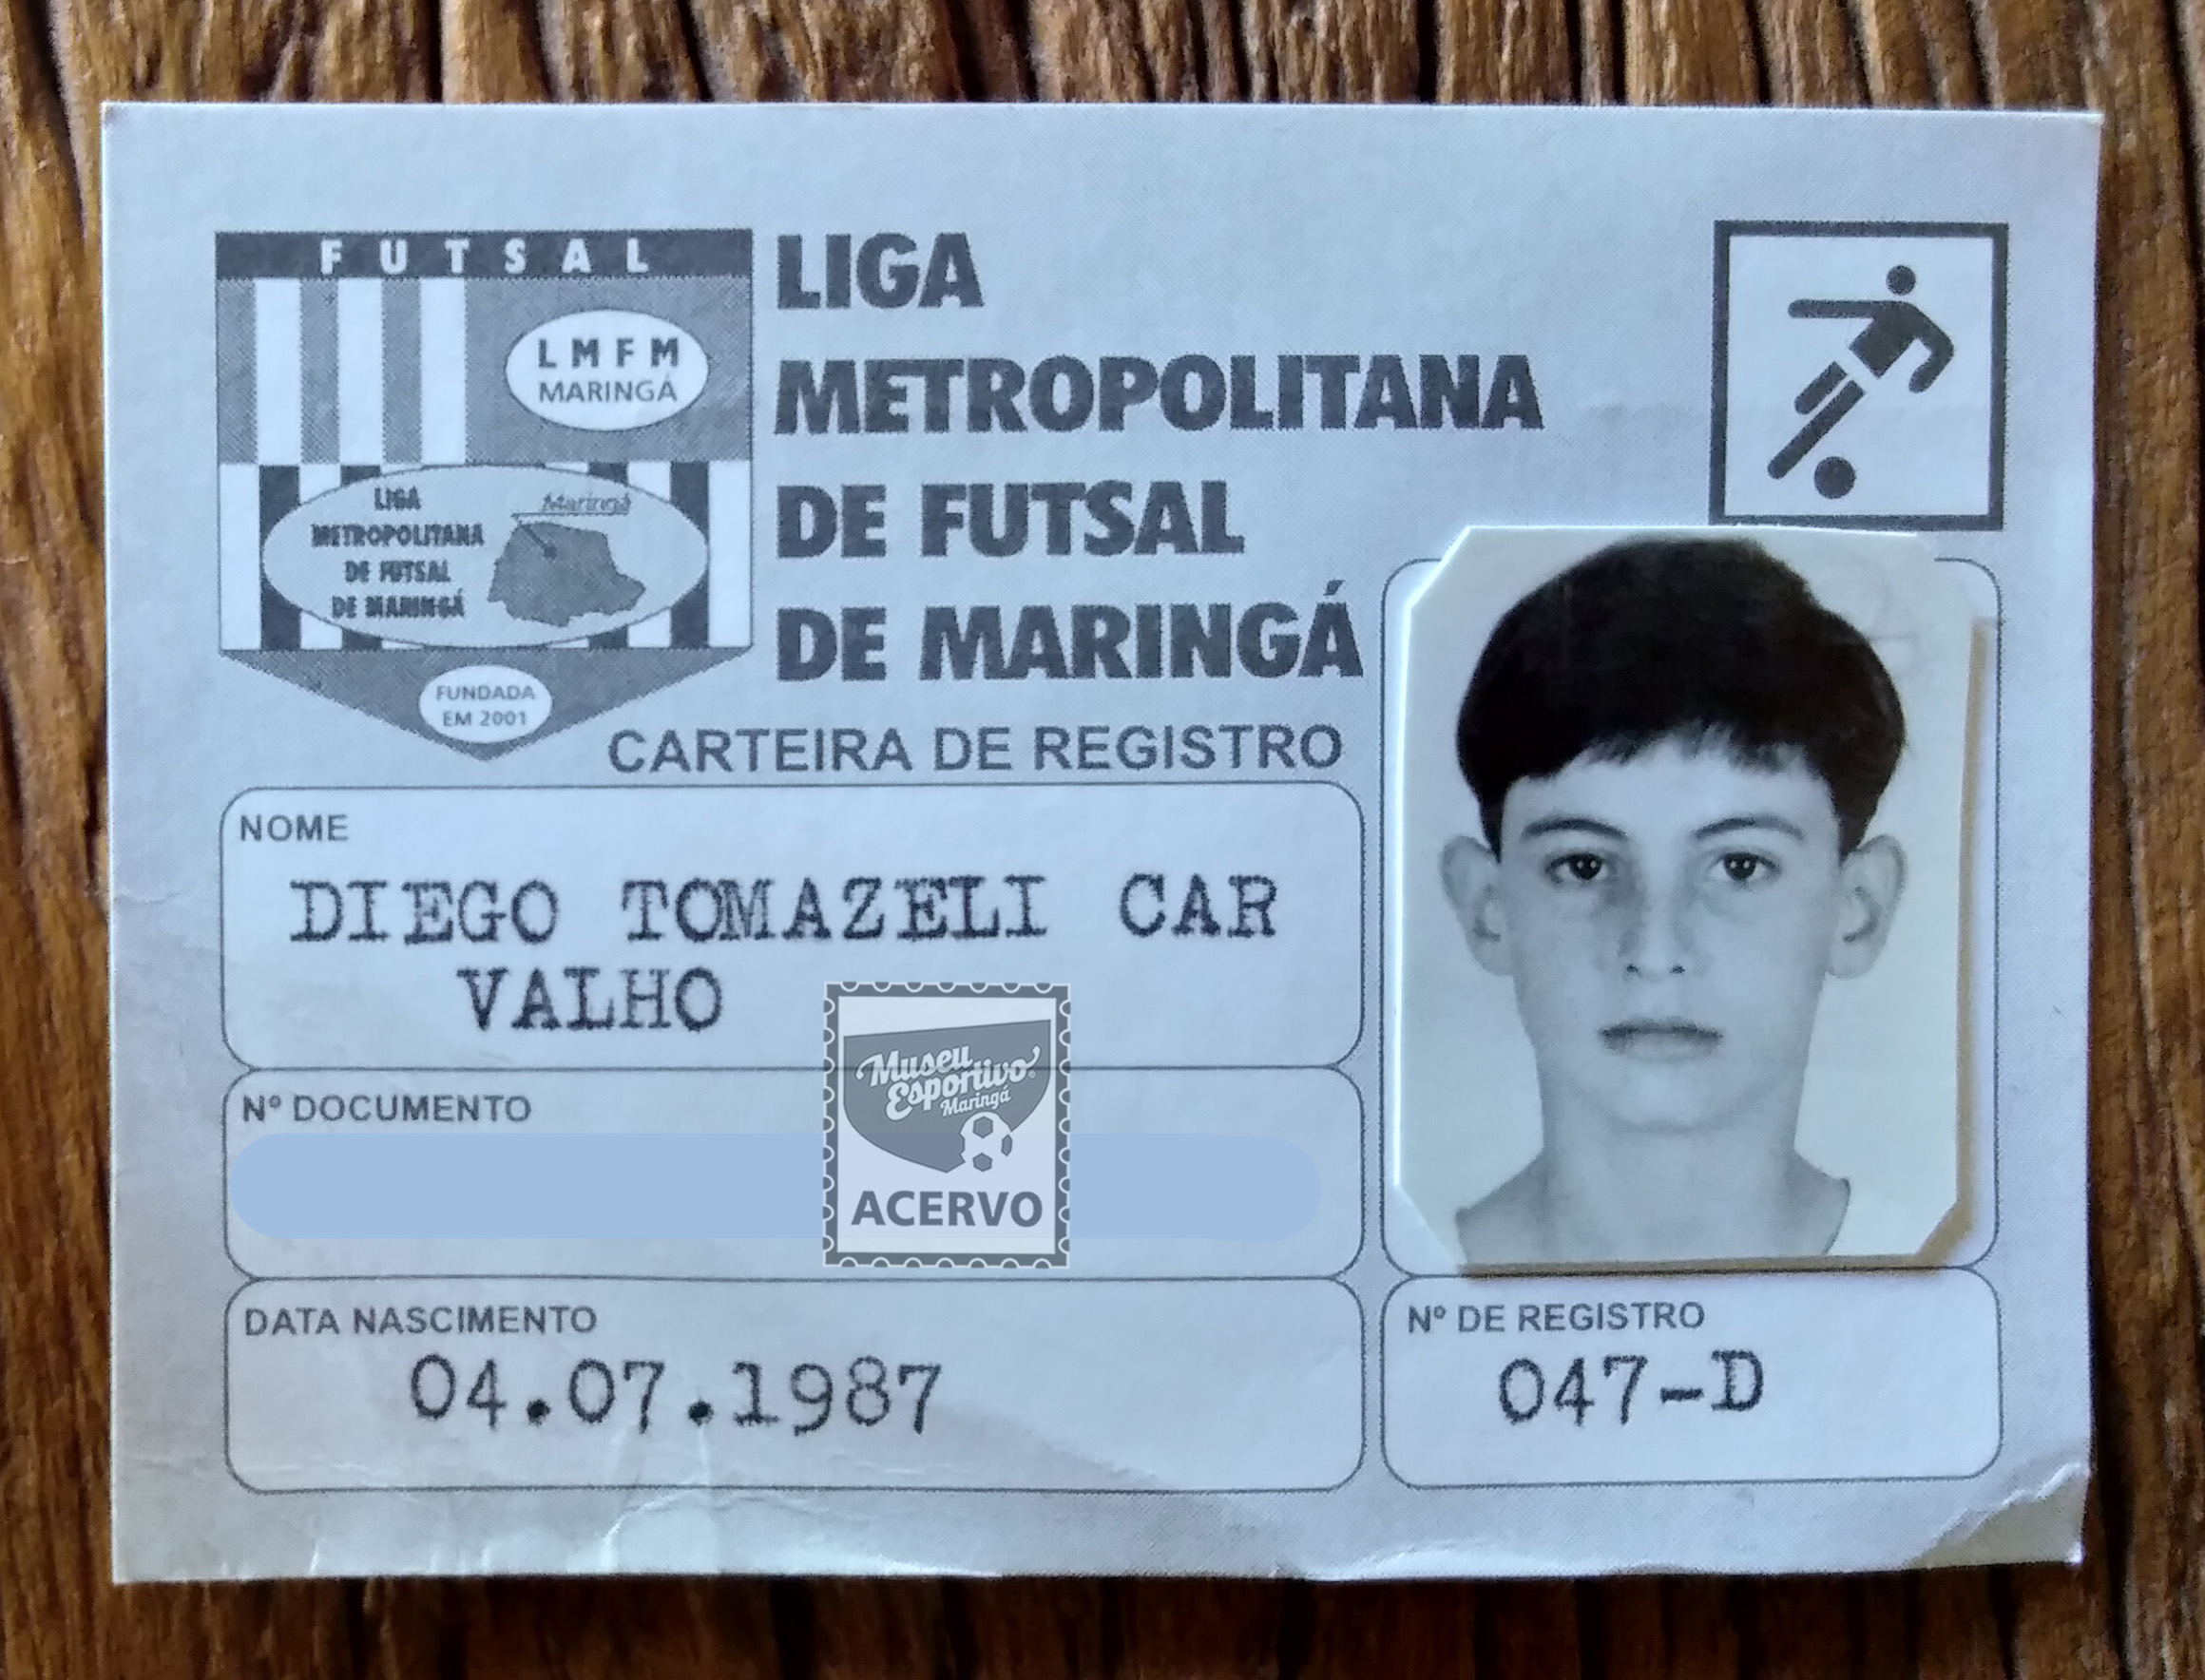 FUTSAL
LMFM
MARINGÁ
LIGA
METROPOLITANA
DE FUTSAL
DE MARINGÁ
Maringá
FUNDADA
EM 2001
LIGA
METROPOLITANA
DE FUTSAL
DE MARINGÁ
CARTEIRA DE REGISTRO
NOME
DIEGO TOMAZELI CAR
VALHO
Nº DOCUMENTO
Museu
Esportivo
Maringá
ACERVO
DATA NASCIMENTO
04.07.1987
Nº DE REGISTRO
047-D